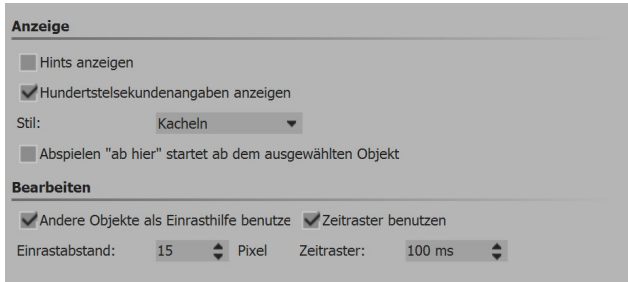 Anzeige
Hints anzeigen
Hundertstelsekundenangaben anzeigen
Stil: Kacheln
Abspielen "ab hier" startet ab dem ausgewählten Objekt
Bearbeiten
Andere Objekte als Einrasthilfe benutze Zeitraster benutzen
Einrastabstand: 15 Pixel Zeitraster: 100 ms